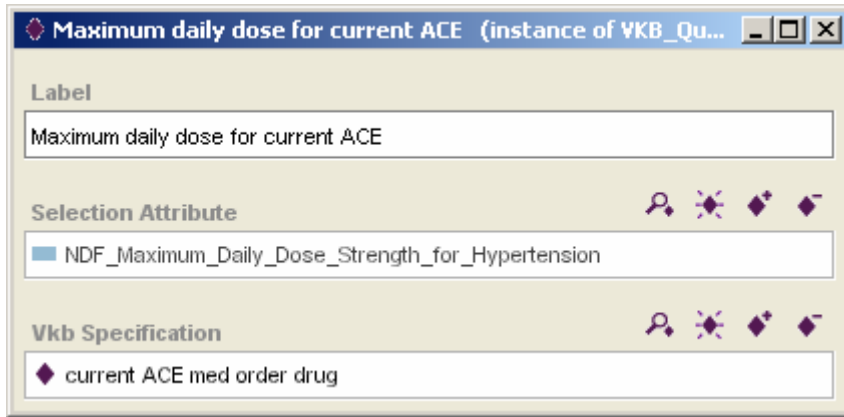 Maximum daily dose for current ACE (instance of VKB_Qu...
Label
Maximum daily dose for current ACE
Selection Attribute
NDF_Maximum_Daily_Dose_Strength_for_Hypertension
Vkb Specification
current ACE med order drug